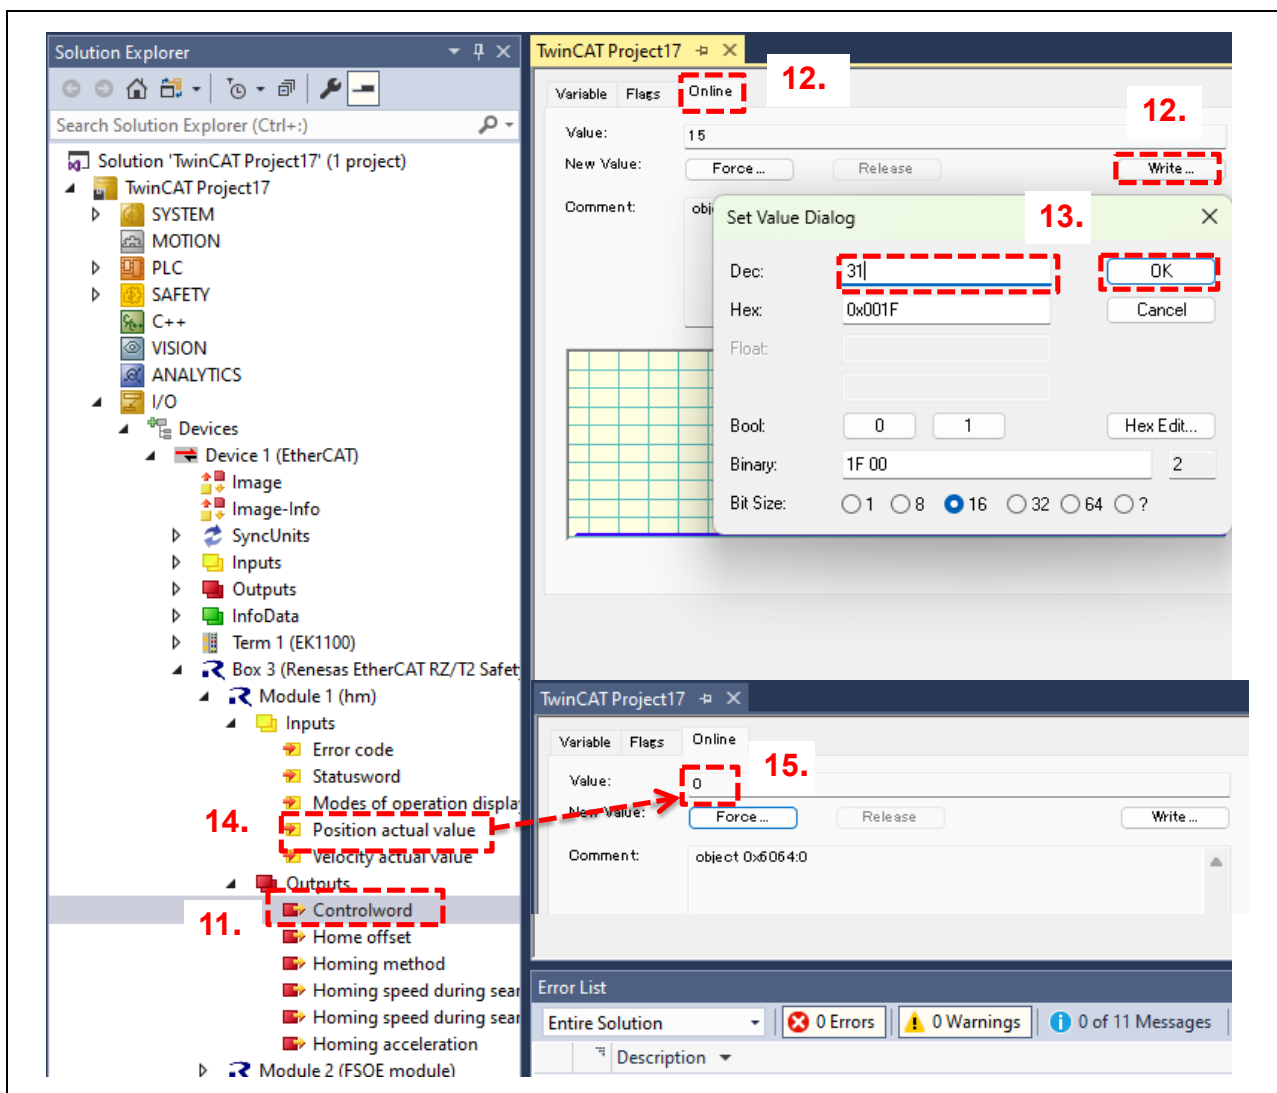 Solution Explorer
Search Solution Explorer (Ctrl+:)
Solution 'TwinCAT Project17' (1 project)
TwinCAT Project17
SYSTEM
MOTION
PLC
SAFETY
C++
VISION
ANALYTICS
I/O
Devices
Device 1 (EtherCAT)
Image
Image-Info
SyncUnits
Inputs
Outputs
InfoData
Term 1 (EK1100)
Box 3 (Renesas EtherCAT RZ/T2 Safet
Module 1 (hm)
Inputs
Error code
Statusword
Modes of operation displa
14.
Position actual value
Velocity actual value
Outputs
11.
Controlword
Home offset
Homing method
Homing speed during sear
Homing speed during sear
Homing acceleration
Module 2 (FSOE module)
TwinCAT Project17
Variable Flags Online
12.
12.
Value: 15
New Value: Force... Release Write...
Comment: obj
Set Value Dialog
13.
Dec: 31 OK
Hex: 0x001F Cancel
Float:
Bool: 0 1 Hex Edit...
Binary: 1F 00 2
Bit Size: 1 8 16 32 64 ?
TwinCAT Project17
Variable Flags Online
15.
Value: 0
New Value: Force... Release Write...
Comment: object 0x6064:0
Error List
Entire Solution 0 Errors 0 Warnings 0 of 11 Messages
Description